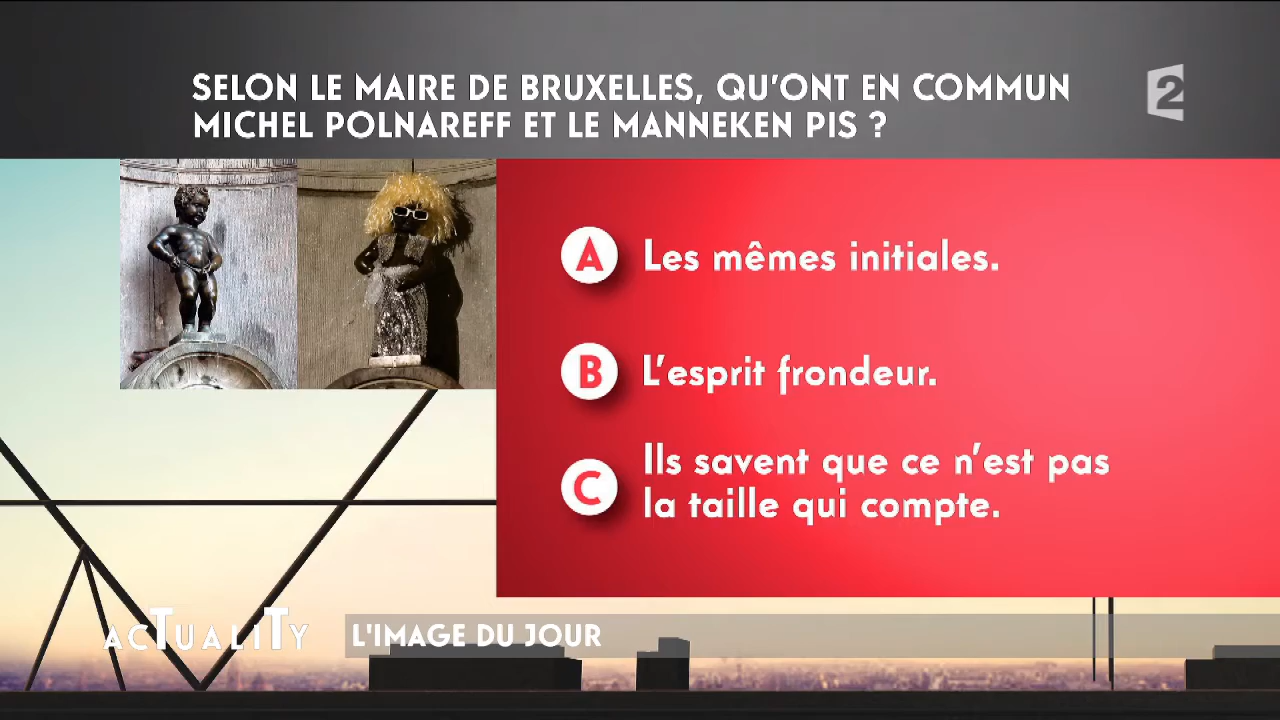 SELON LE MAIRE DE BRUXELLES, QU'ONT EN COMMUN
MICHEL POLNAREFF ET LE MANNEKEN PIS ?
2
A Les mêmes initiales.
B L'esprit frondeur.
C Ils savent que ce n'est pas
la taille qui compte.
ACTUALITY
L'IMAGE DU JOUR